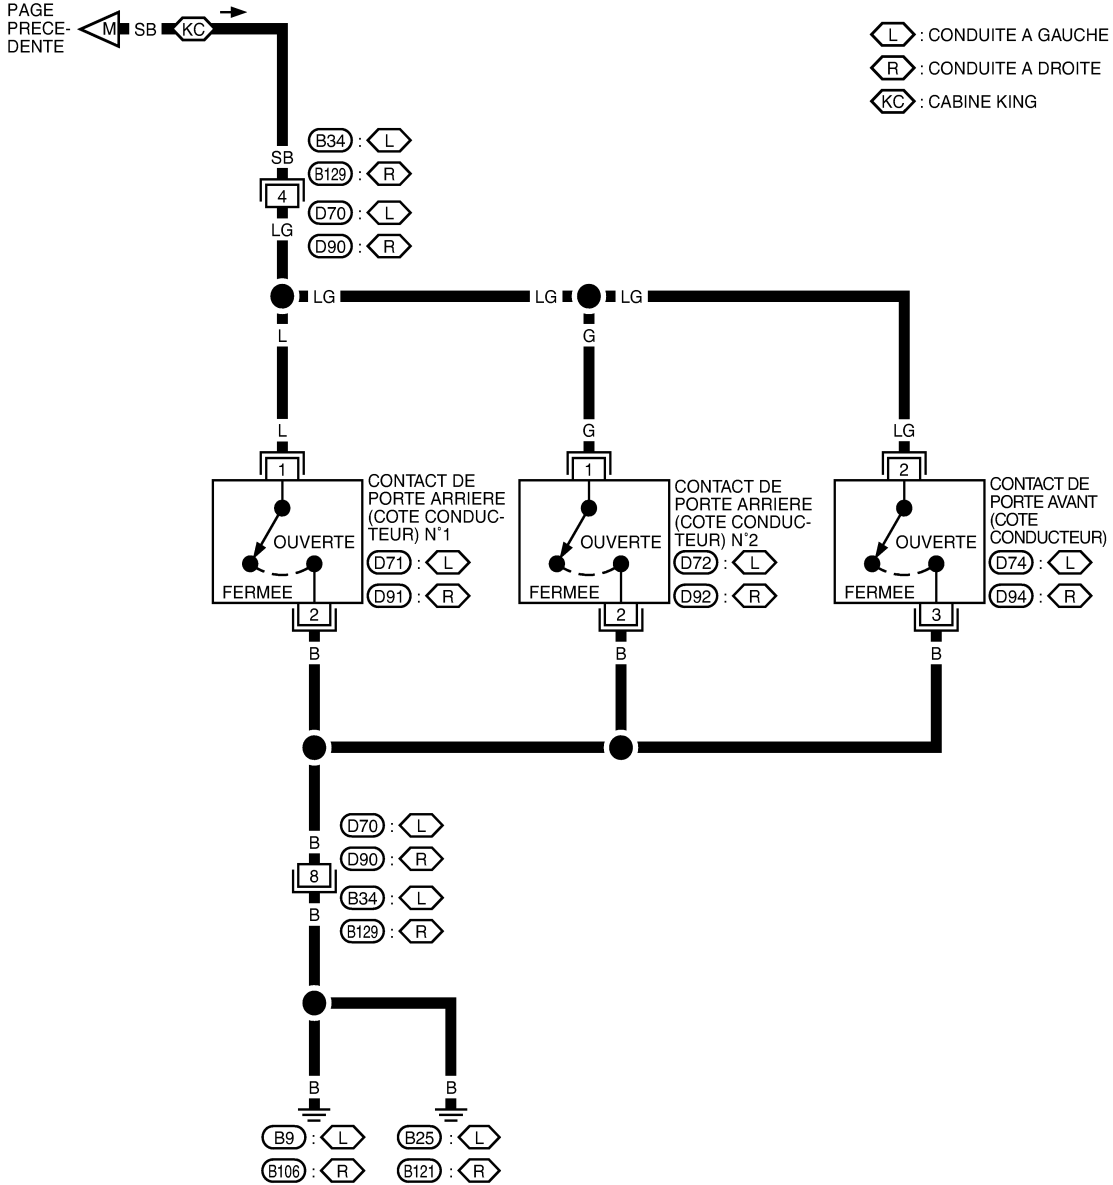 PAGE
PRECE-
DENTE
M SB KC
L : CONDUITE A GAUCHE
R : CONDUITE A DROITE
KC : CABINE KING
SB
B34 : L
B129 : R
4
D70 : L
LG
D90 : R
LG LG LG
L G
L G LG
1 1 2
CONTACT DE
PORTE ARRIERE
(COTE CONDUC-
TEUR) N°1
OUVERTE
FERMEE
D71 : L
D91 : R
CONTACT DE
PORTE ARRIERE
(COTE CONDUC-
TEUR) N°2
OUVERTE
FERMEE
D72 : L
D92 : R
CONTACT DE
PORTE AVANT
(COTE
CONDUCTEUR)
OUVERTE
FERMEE
D74 : L
D94 : R
2 2 3
B B B
D70 : L
B
D90 : R
8
B34 : L
B
B129 : R
B B
B9 : L B25 : L
B106 : R B121 : R